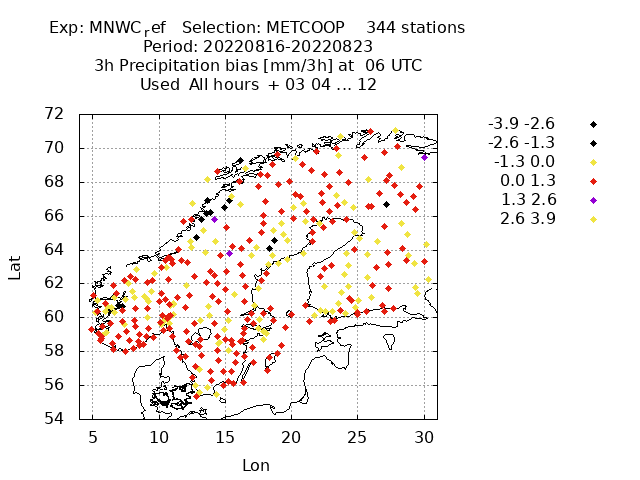 Exp: MNWC_ref Selection: METCOOP 344 stations
Period: 20220816-20220823
3h Precipitation bias [mm/3h] at 06 UTC
Used All hours + 03 04 ... 12
72
70
68
66
64
62
60
58
56
54
Lat
5 10 15 20 25 30
Lon
-3.9 -2.6
-2.6 -1.3
-1.3 0.0
0.0 1.3
1.3 2.6
2.6 3.9